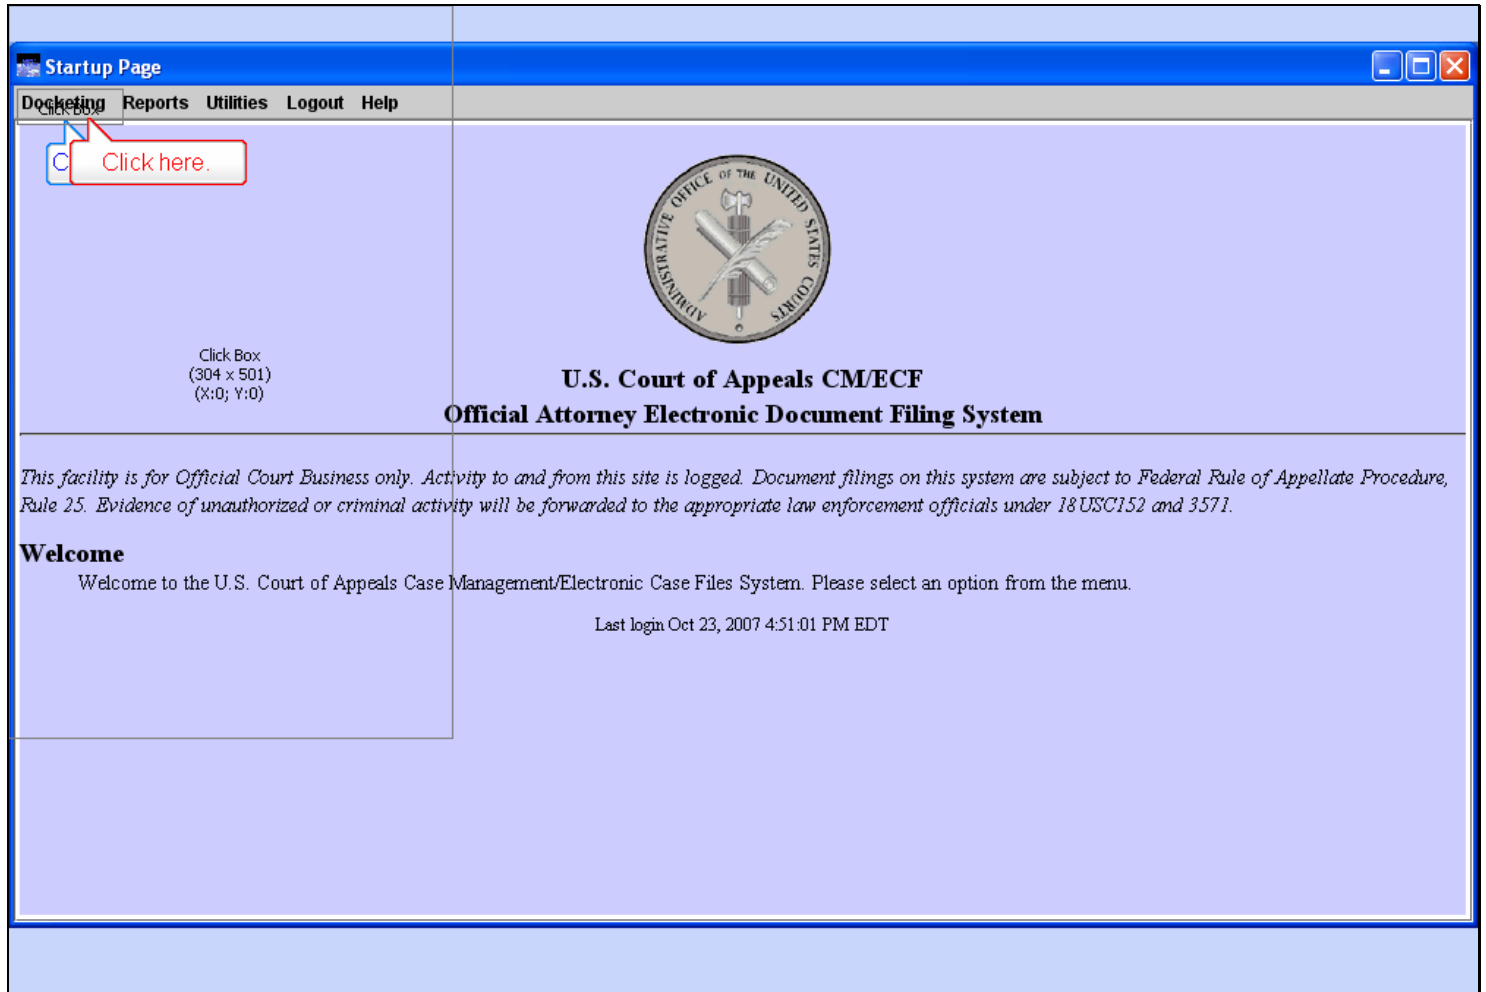 Startup Page
Docketing Reports Utilities Logout Help
Click Box
C
Click here.
ADMINISTRATIVE OFFICE OF THE UNITED STATES COURTS
Click Box
(304 x 501)
(X:0; Y:0)
U.S. Court of Appeals CM/ECF
Official Attorney Electronic Document Filing System
This facility is for Official Court Business only. Activity to and from this site is logged. Document filings on this system are subject to Federal Rule of Appellate Procedure,
Rule 25. Evidence of unauthorized or criminal activity will be forwarded to the appropriate law enforcement officials under 18USC152 and 3571.
Welcome
Welcome to the U.S. Court of Appeals Case Management/Electronic Case Files System. Please select an option from the menu.
Last login Oct 23, 2007 4:51:01 PM EDT